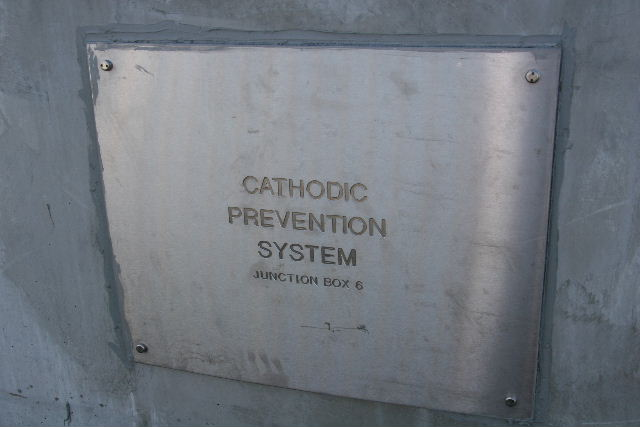 CATHODIC
PREVENTION
SYSTEM
JUNCTION BOX 6